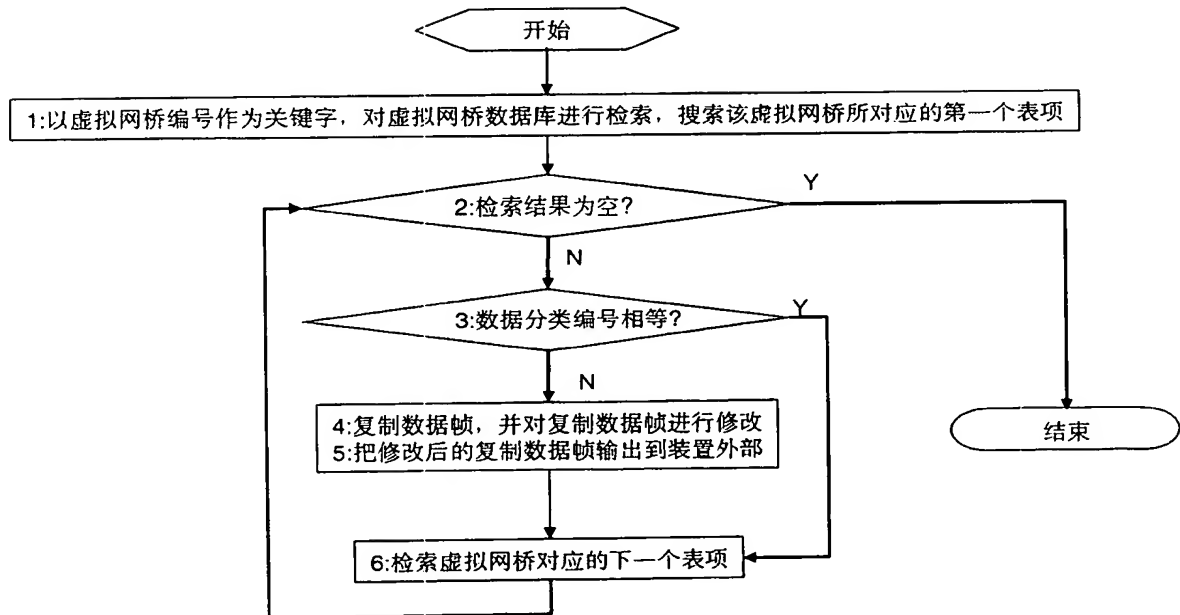 开始
1:以虚拟网桥编号作为关键字，对虚拟网桥数据库进行检索，搜索该虚拟网桥所对应的第一个表项
2:检索结果为空？
Y
N
3:数据分类编号相等？
Y
N
4:复制数据帧，并对复制数据帧进行修改
5:把修改后的复制数据帧输出到装置外部
结束
6:检索虚拟网桥对应的下一个表项